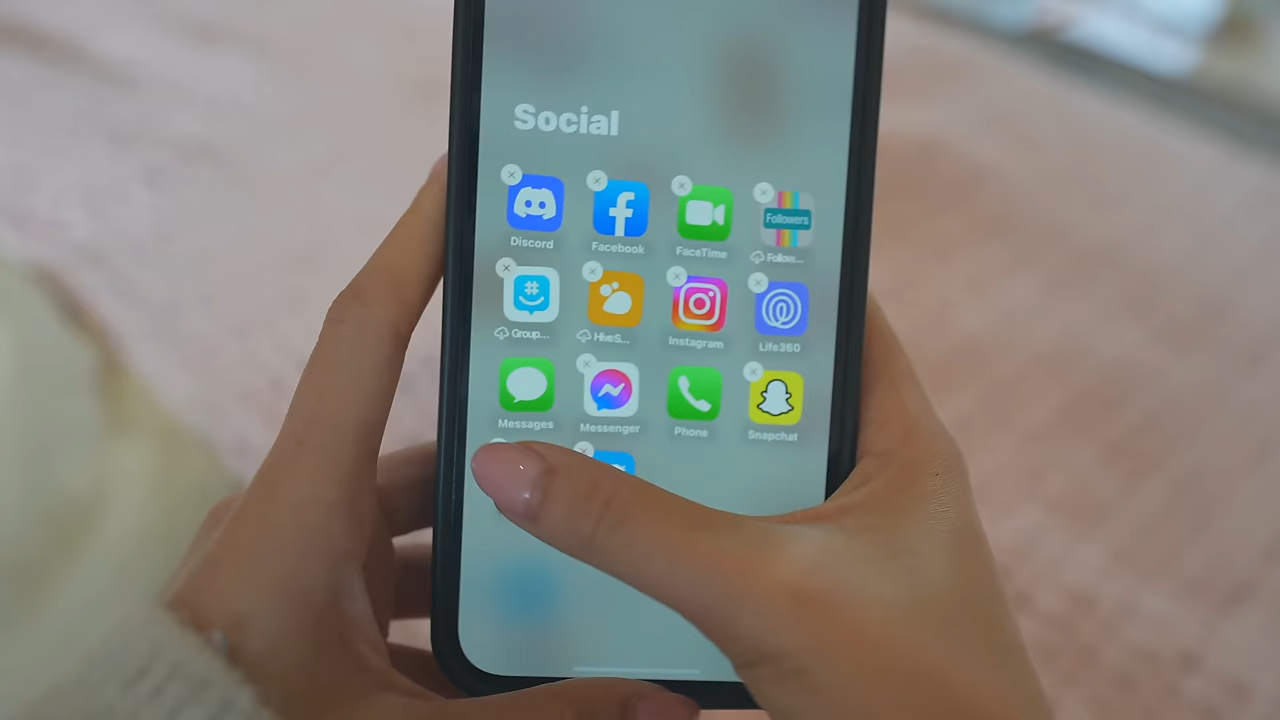 Social
Discord Facebook FaceTime Follow...
Followers
Group... HiveS... Instagram Life360
Messages Messenger Phone Snapchat